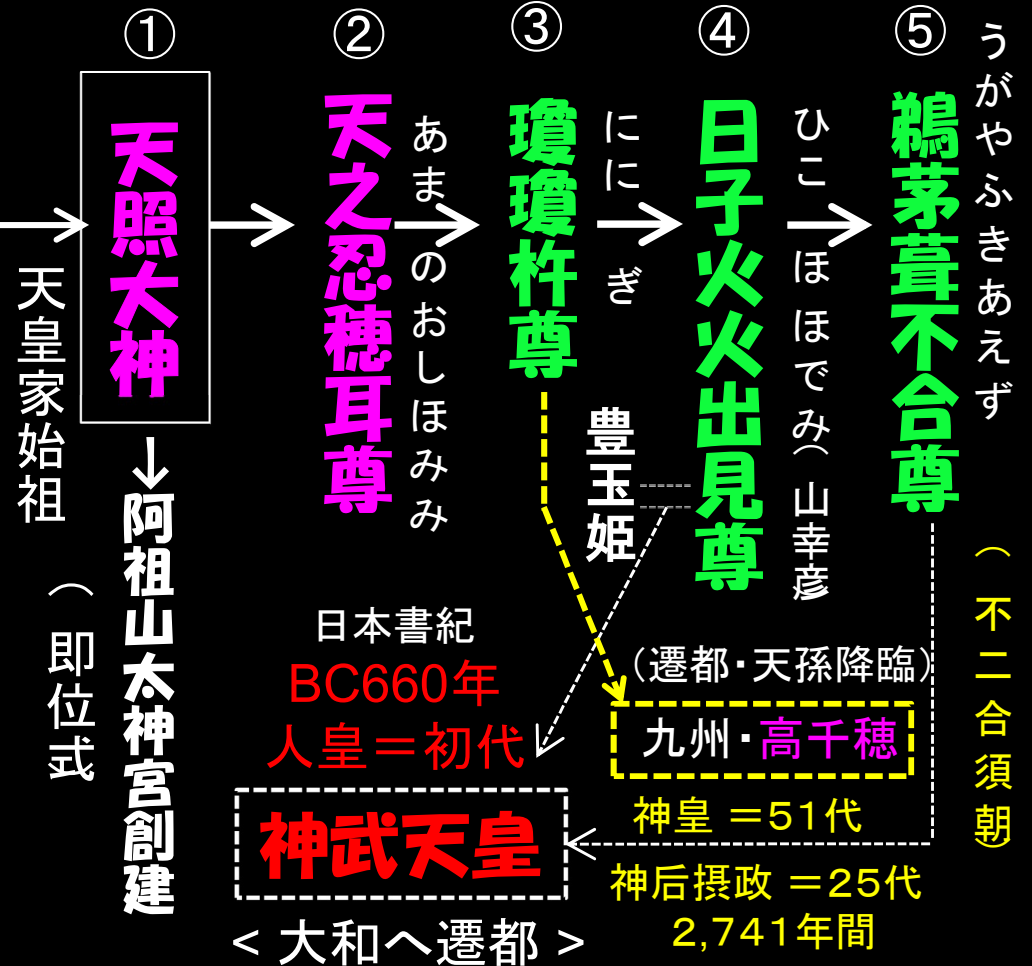 ①
天照大神
天皇家始祖
→阿祖山太神宮創建
(即位式)
②
天之忍穂耳尊
あまのおしほみみ
③
瓊瓊杵尊
ににぎ
④
日子火火出見尊
ひこほほでみ(山幸彦
豊玉姫
⑤
鵜茅葺不合尊
うがやふきあえず
(不二合須朝)
(遷都・天孫降臨)
九州・高千穂
神皇 =51代
神后摂政 =25代
2,741年間
日本書紀
BC660年
人皇=初代
神武天皇
< 大和へ遷都 >